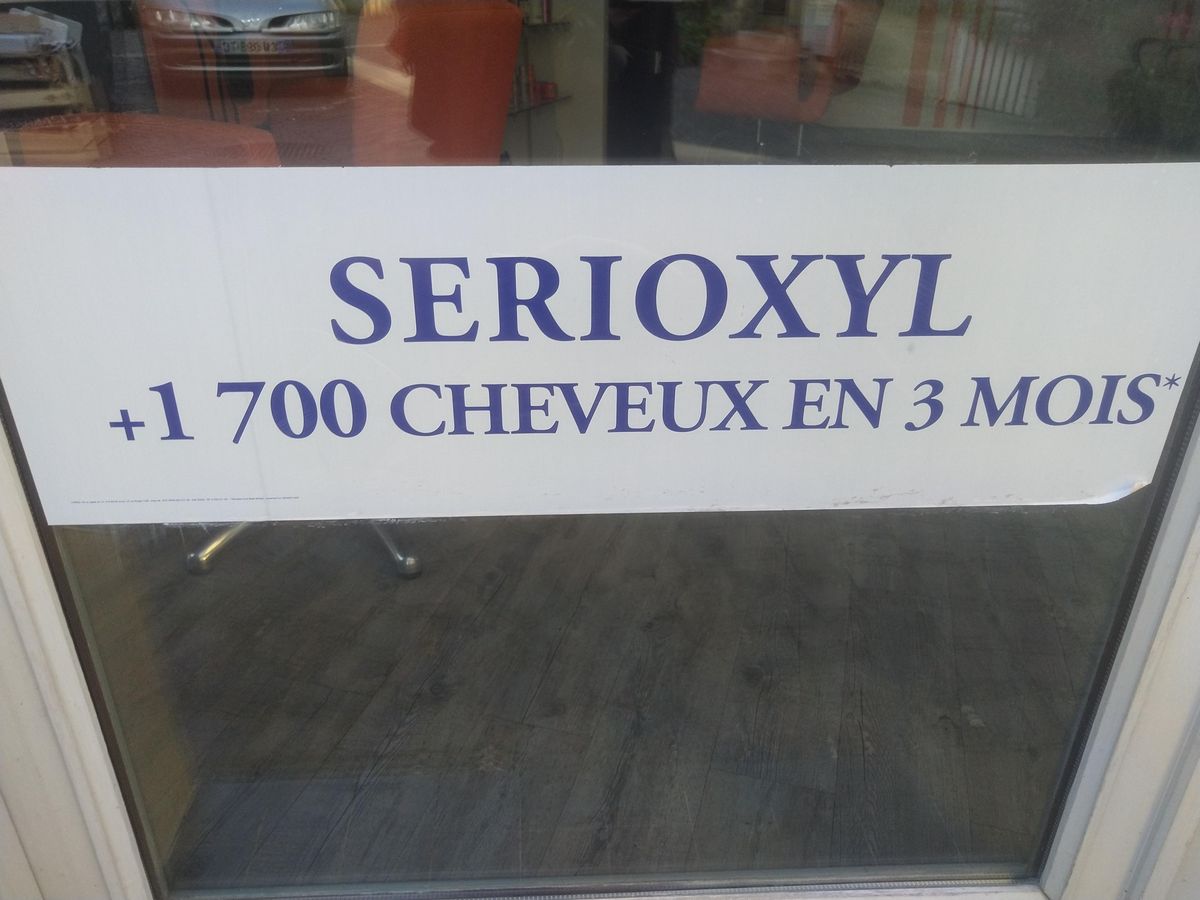 SERIOXYL
+1 700 CHEVEUX EN 3 MOIS*